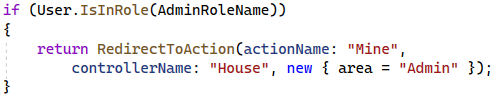 if (User.IsInRole(AdminRoleName))
{
    return RedirectToAction(actionName: "Mine",
        controllerName: "House", new { area = "Admin" });
}